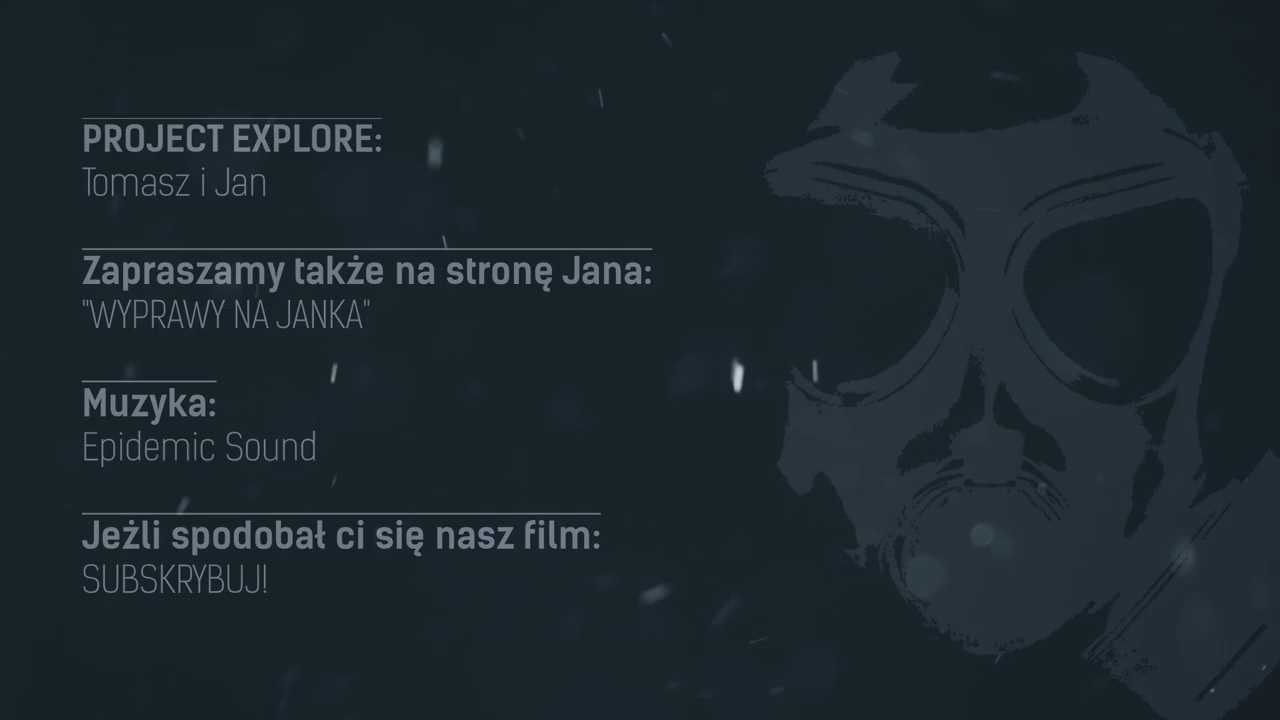 PROJECT EXPLORE:
Tomasz i Jan
Zapraszamy także na stronę Jana:
"WYPRAWY NA JANKA"
Muzyka:
Epidemic Sound
Jeżli spodobał ci się nasz film:
SUBSKRYBUJ!